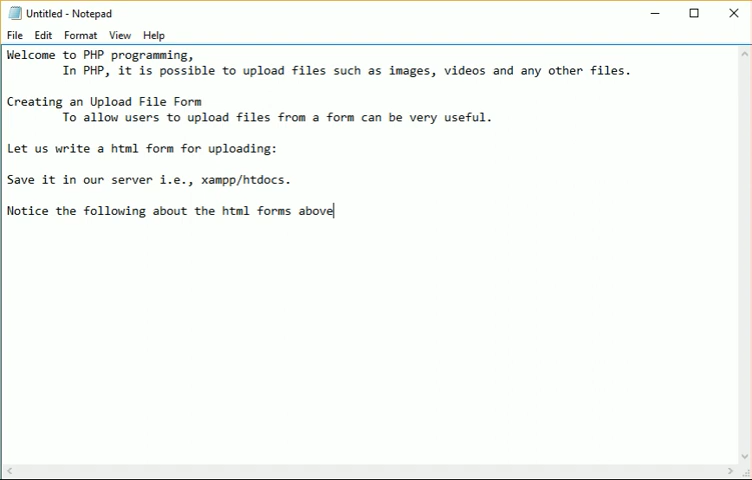 Untitled - Notepad
File Edit Format View Help
Welcome to PHP programming,
In PHP, it is possible to upload files such as images, videos and any other files.
Creating an Upload File Form
To allow users to upload files from a form can be very useful.
Let us write a html form for uploading:
Save it in our server i.e., xampp/htdocs.
Notice the following about the html forms above